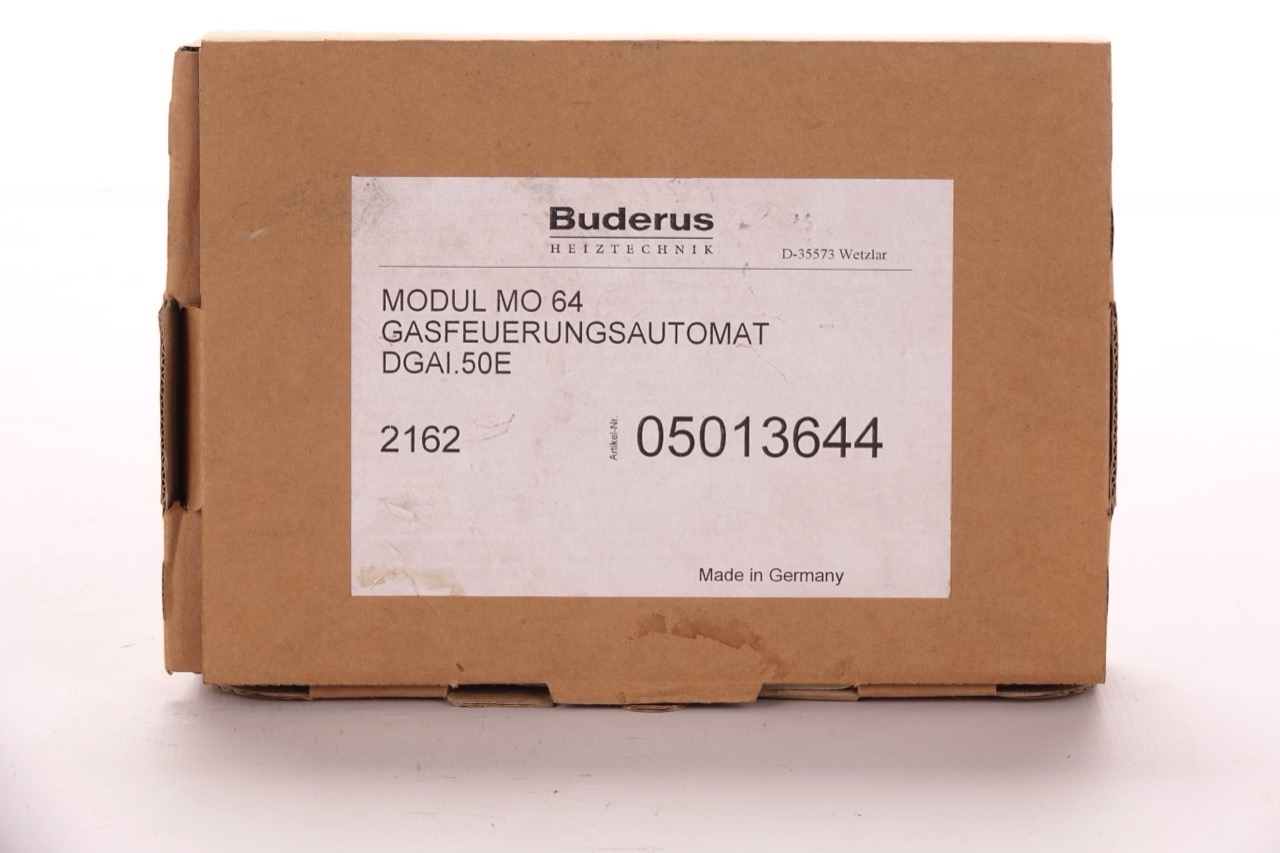 Buderus
HEIZTECHNIK
D-35573 Wetzlar
MODUL MO 64
GASFEUERUNGSAUTOMAT
DGAI.50E
2162
Artikel-Nr.
05013644
Made in Germany